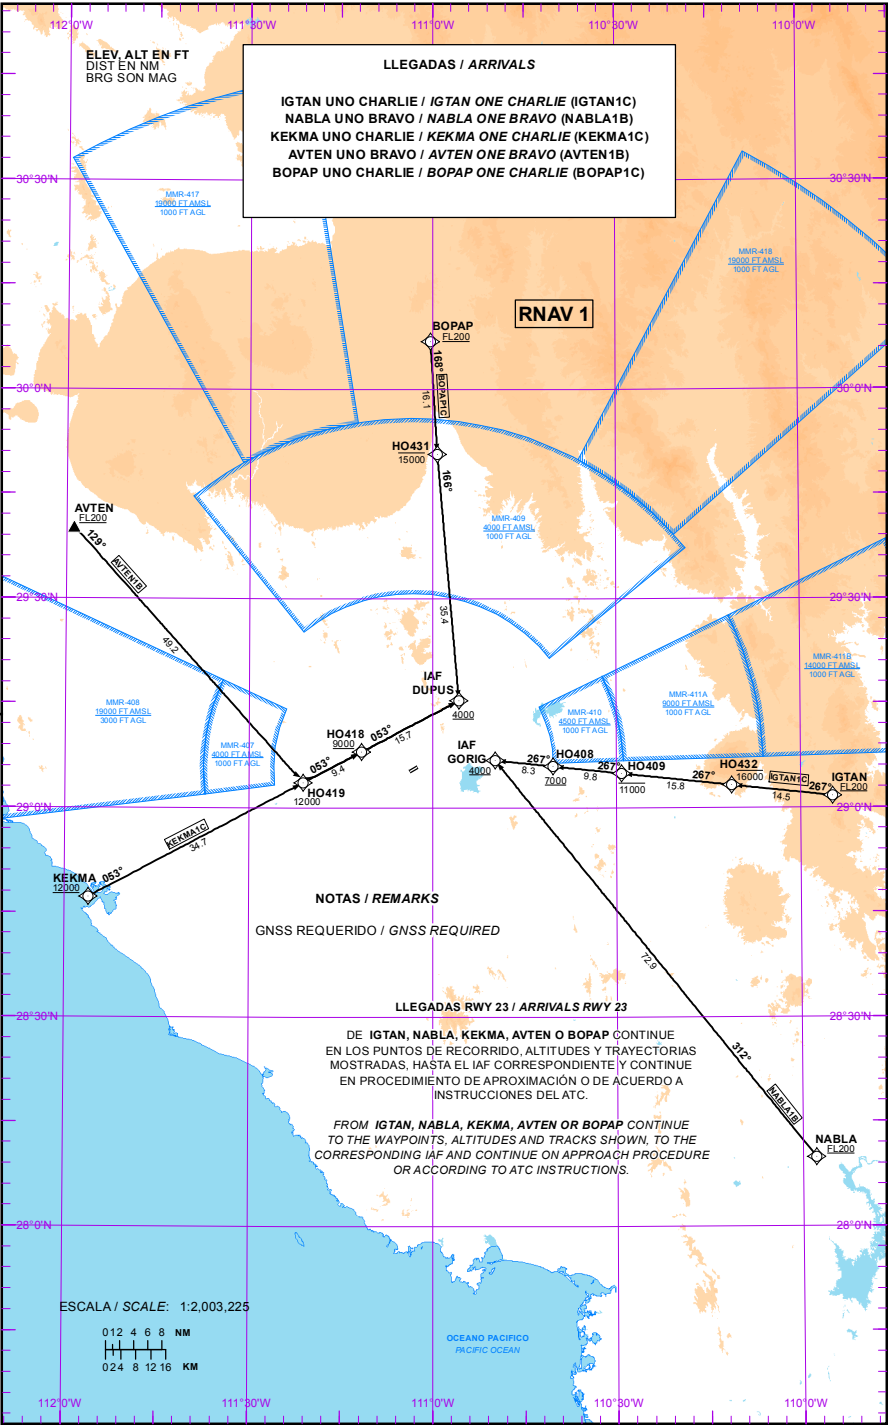 112°0'W 111°30'W 111°0'W 110°30'W 110°0'W
ELEV, ALT EN FT
DIST EN NM
BRG SON MAG
LLEGADAS / ARRIVALS
IGTAN UNO CHARLIE / IGTAN ONE CHARLIE (IGTAN1C)
NABLA UNO BRAVO / NABLA ONE BRAVO (NABLA1B)
KEKMA UNO CHARLIE / KEKMA ONE CHARLIE (KEKMA1C)
AVTEN UNO BRAVO / AVTEN ONE BRAVO (AVTEN1B)
BOPAP UNO CHARLIE / BOPAP ONE CHARLIE (BOPAP1C)
30°30'N 30°30'N
MMR-417
19000 FT AMSL
1000 FT AGL
MMR-418
19000 FT AMSL
1000 FT AGL
RNAV 1
BOPAP
FL200
168°
BOPAP1C
16.1
30°0'N 30°0'N
HO431
15000
166°
35.4
MMR-409
4000 FT AMSL
1000 FT AGL
AVTEN
FL200
129°
AVTEN1B
49.2
29°30'N 29°30'N
MMR-408
19000 FT AMSL
3000 FT AGL
MMR-407
4000 FT AMSL
1000 FT AGL
IAF
DUPUS
4000
MMR-410
4500 FT AMSL
1000 FT AGL
MMR-411A
9000 FT AMSL
1000 FT AGL
MMR-411B
14000 FT AMSL
1000 FT AGL
HO418
9000
053°
15.7
053°
9.4
HO419
12000
IAF
GORIG
4000
267°
8.3
HO408
7000
267°
9.8
HO409
11000
267°
15.8
HO432
16000
IGTAN1C
267°
14.5
IGTAN
FL200
29°0'N 29°0'N
KEKMA1C
34.7
KEKMA
12000
053°
NOTAS / REMARKS
GNSS REQUERIDO / GNSS REQUIRED
72.9
28°30'N 28°30'N
LLEGADAS RWY 23 / ARRIVALS RWY 23
DE IGTAN, NABLA, KEKMA, AVTEN O BOPAP CONTINUE
EN LOS PUNTOS DE RECORRIDO, ALTITUDES Y TRAYECTORIAS
MOSTRADAS, HASTA EL IAF CORRESPONDIENTE Y CONTINUE
EN PROCEDIMIENTO DE APROXIMACIÓN O DE ACUERDO A
INSTRUCCIONES DEL ATC.
FROM IGTAN, NABLA, KEKMA, AVTEN OR BOPAP CONTINUE
TO THE WAYPOINTS, ALTITUDES AND TRACKS SHOWN, TO THE
CORRESPONDING IAF AND CONTINUE ON APPROACH PROCEDURE
OR ACCORDING TO ATC INSTRUCTIONS.
312°
NABLA1B
NABLA
FL200
28°0'N 28°0'N
ESCALA / SCALE: 1:2,003,225
0 1 2 4 6 8 NM
0 2 4 8 12 16 KM
OCEANO PACIFICO
PACIFIC OCEAN
112°0'W 111°30'W 111°0'W 110°30'W 110°0'W